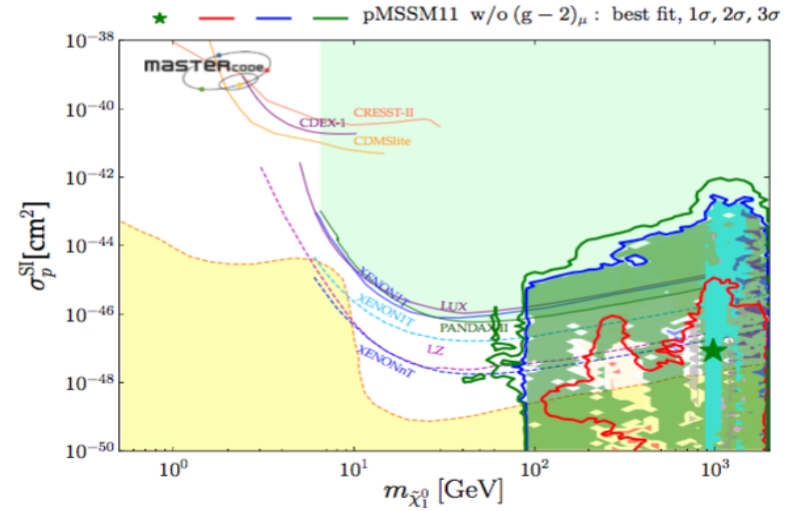 pMSSM11 w/o (g − 2)μ : best fit, 1σ, 2σ, 3σ
10⁻³⁸
MASTERCODE
CRESST-II
10⁻⁴⁰
CDEX-1
CDMSlite
10⁻⁴²
σₚˢᴵ[cm²]
10⁻⁴⁴
XENON1T
LUX
XENON1T
10⁻⁴⁶
PANDAX II
LZ
XENONnT
10⁻⁴⁸
10⁻⁵⁰
10⁰ 10¹ 10² 10³
m_χ̃₁⁰ [GeV]